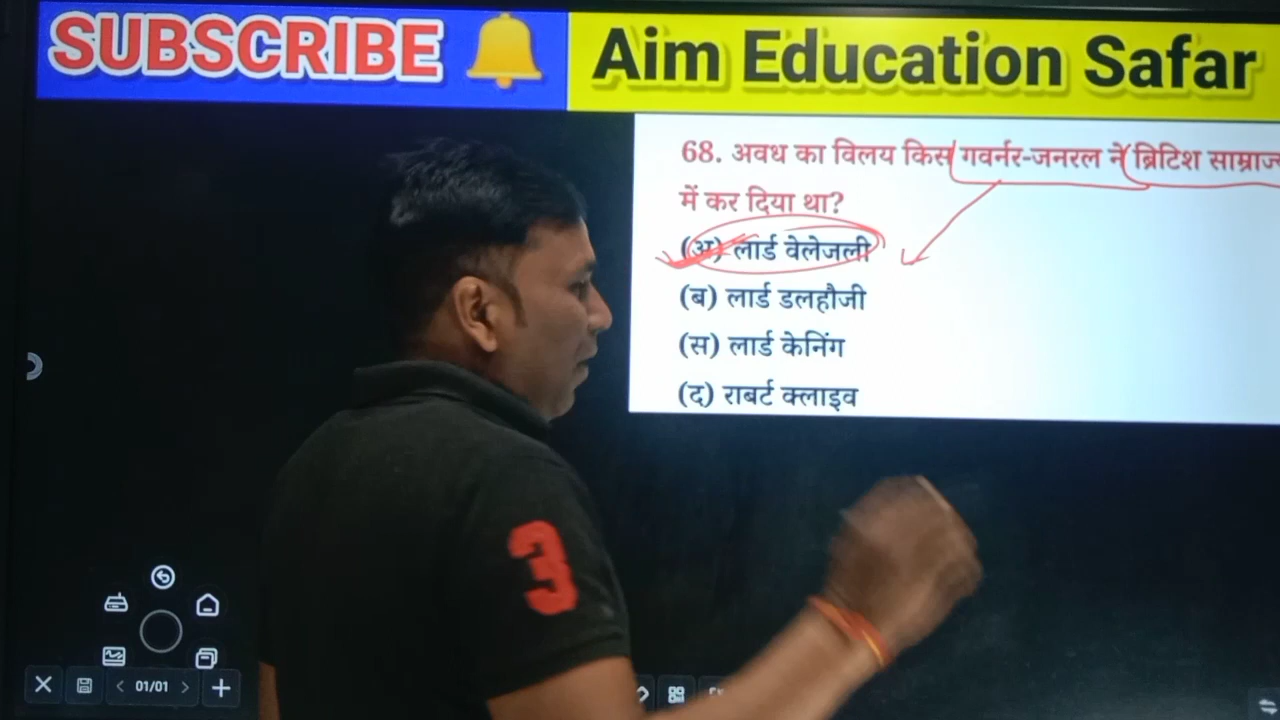 SUBSCRIBE
Aim Education Safar
68. अवध का विलय किस गवर्नर-जनरल ने ब्रिटिश
में कर दिया था?
(अ) लार्ड वेलेजली
(ब) लार्ड डलहौजी
(स) लार्ड केनिंग
(द) राबर्ट क्लाइव
3
01/01